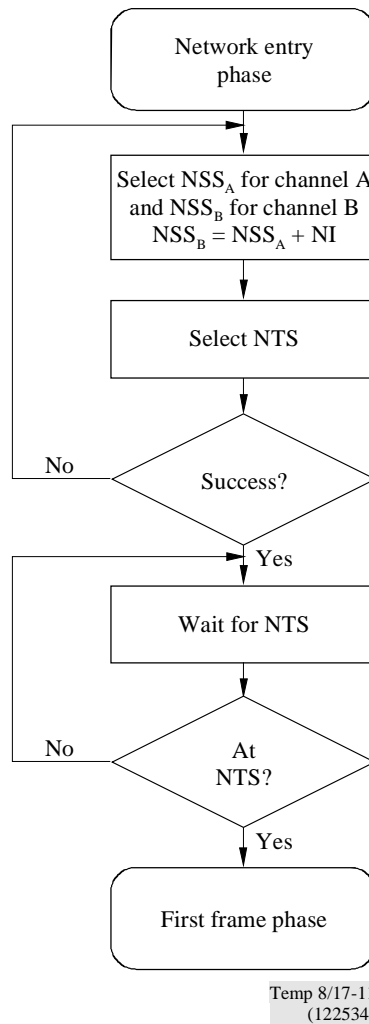 Network entry
phase
Select NSS_A for channel A
and NSS_B for channel B
NSS_B = NSS_A + NI
Select NTS
No
Success?
Yes
Wait for NTS
No
At
NTS?
Yes
First frame phase
Temp 8/17-1
(122534